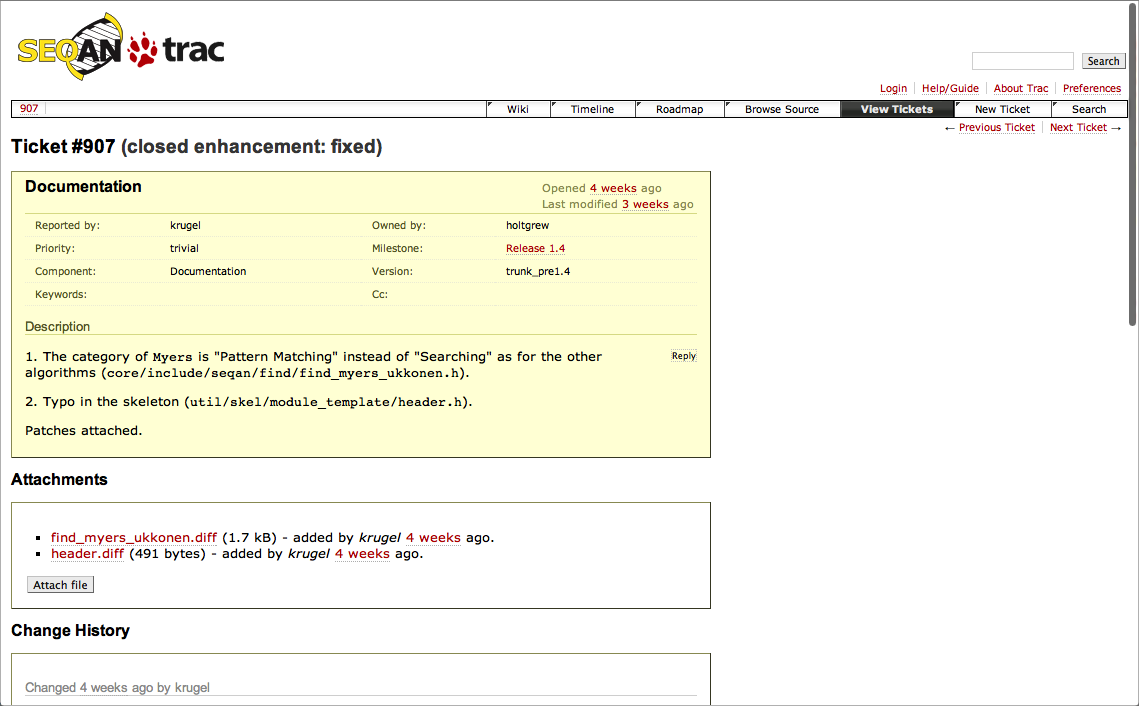 SEQAN trac
Search
Login Help/Guide About Trac Preferences
907 Wiki Timeline Roadmap Browse Source View Tickets New Ticket Search
← Previous Ticket Next Ticket →
Ticket #907 (closed enhancement: fixed)
Documentation
Opened 4 weeks ago
Last modified 3 weeks ago
Reported by: krugel Owned by: holtgrew
Priority: trivial Milestone: Release 1.4
Component: Documentation Version: trunk_pre1.4
Keywords: Cc:
Description
1. The category of Myers is "Pattern Matching" instead of "Searching" as for the other Reply
algorithms (core/include/seqan/find/find_myers_ukkonen.h).
2. Typo in the skeleton (util/skel/module_template/header.h).
Patches attached.
Attachments
find_myers_ukkonen.diff (1.7 kB) - added by krugel 4 weeks ago.
header.diff (491 bytes) - added by krugel 4 weeks ago.
Attach file
Change History
Changed 4 weeks ago by krugel